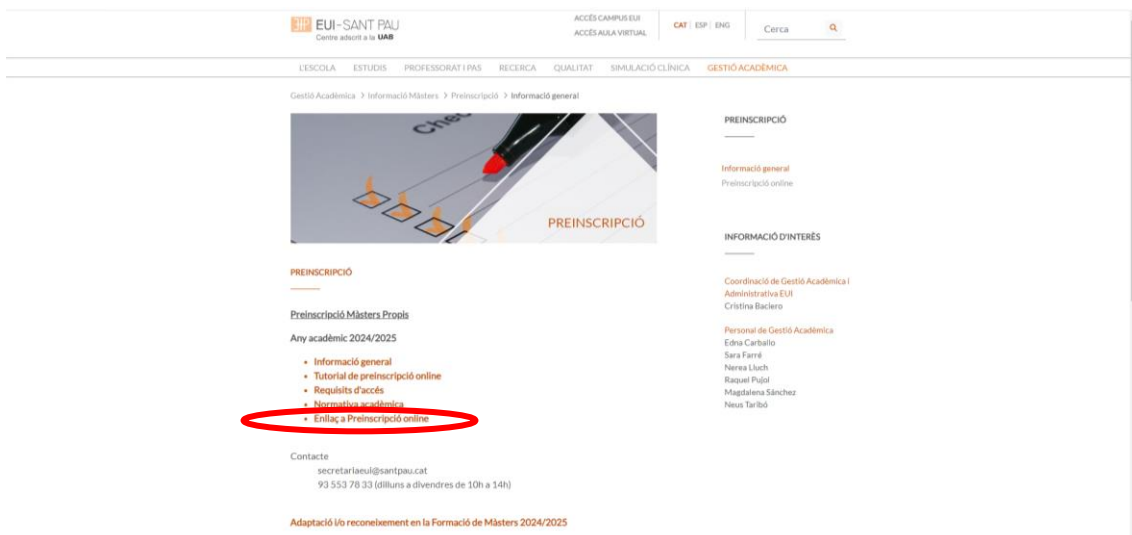 EUI-SANT PAU
Centre adscrit a la UAB
ACCÉS CAMPUS EUI
ACCÉS AULA VIRTUAL
CAT | ESP | ENG
Cerca
L'ESCOLA ESTUDIS PROFESSORAT I PAS RECERCA QUALITAT SIMULACIÓ CLÍNICA GESTIÓ ACADÈMICA
Gestió Acadèmica > Informació Màsters > Preinscripció > Informació general
PREINSCRIPCIÓ
PREINSCRIPCIÓ
Preinscripció Màsters Propis
Any acadèmic 2024/2025
• Informació general
• Tutorial de preinscripció online
• Requisits d'accés
• Normativa acadèmica
• Enllaç a Preinscripció online
Contacte
secretariaeui@santpau.cat
93 553 78 33 (dilluns a divendres de 10h a 14h)
Adaptació i/o reconeixement en la Formació de Màsters 2024/2025
PREINSCRIPCIÓ
Informació general
Preinscripció online
INFORMACIÓ D'INTERÈS
Coordinació de Gestió Acadèmica i
Administrativa EUI
Cristina Baciero
Personal de Gestió Acadèmica
Edna Carballo
Sara Farré
Nerea Lluch
Raquel Pujol
Magdalena Sánchez
Neus Taribó